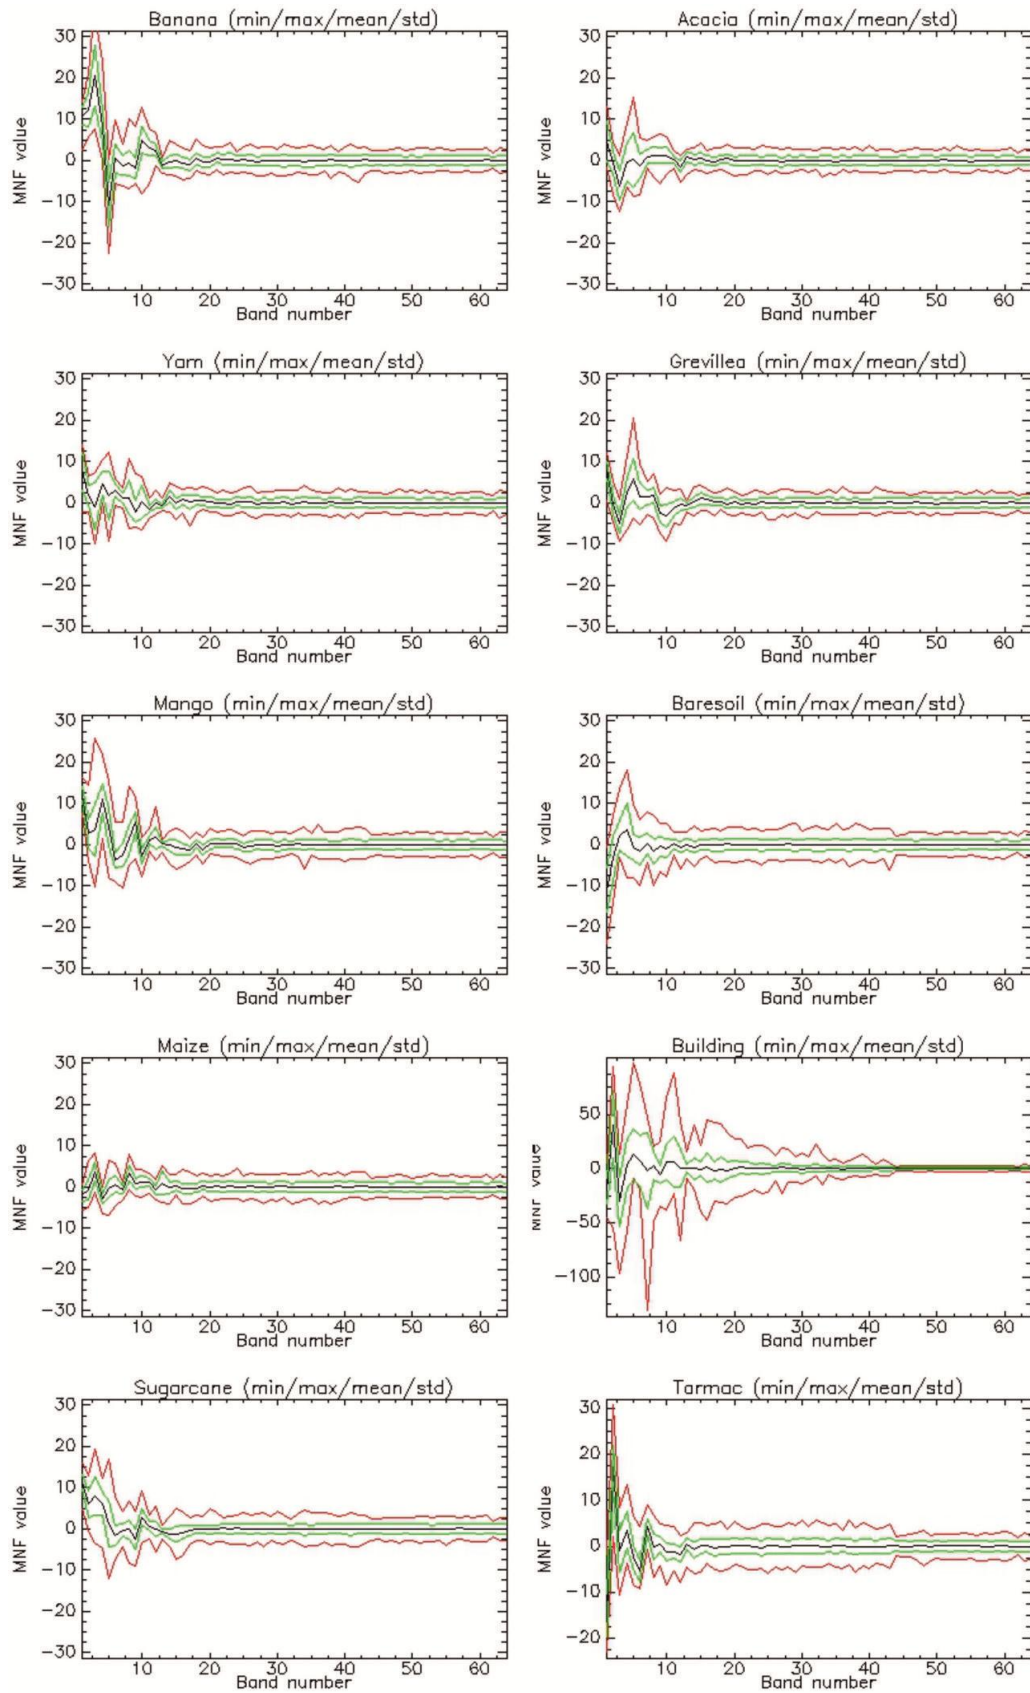 Banana (min/max/mean/std)
MNF value
30
20
10
0
−10
−20
−30
10 20 30 40 50 60
Band number
Acacia (min/max/mean/std)
MNF value
30
20
10
0
−10
−20
−30
10 20 30 40 50 60
Band number
Yam (min/max/mean/std)
MNF value
30
20
10
0
−10
−20
−30
10 20 30 40 50 60
Band number
Grevillea (min/max/mean/std)
MNF value
30
20
10
0
−10
−20
−30
10 20 30 40 50 60
Band number
Mango (min/max/mean/std)
MNF value
30
20
10
0
−10
−20
−30
10 20 30 40 50 60
Band number
Baresoil (min/max/mean/std)
MNF value
30
20
10
0
−10
−20
−30
10 20 30 40 50 60
Band number
Maize (min/max/mean/std)
MNF value
30
20
10
0
−10
−20
−30
10 20 30 40 50 60
Band number
Building (min/max/mean/std)
MNF value
50
0
−50
−100
10 20 30 40 50 60
Band number
Sugarcane (min/max/mean/std)
MNF value
30
20
10
0
−10
−20
−30
10 20 30 40 50 60
Band number
Tarmac (min/max/mean/std)
MNF value
30
20
10
0
−10
−20
10 20 30 40 50 60
Band number